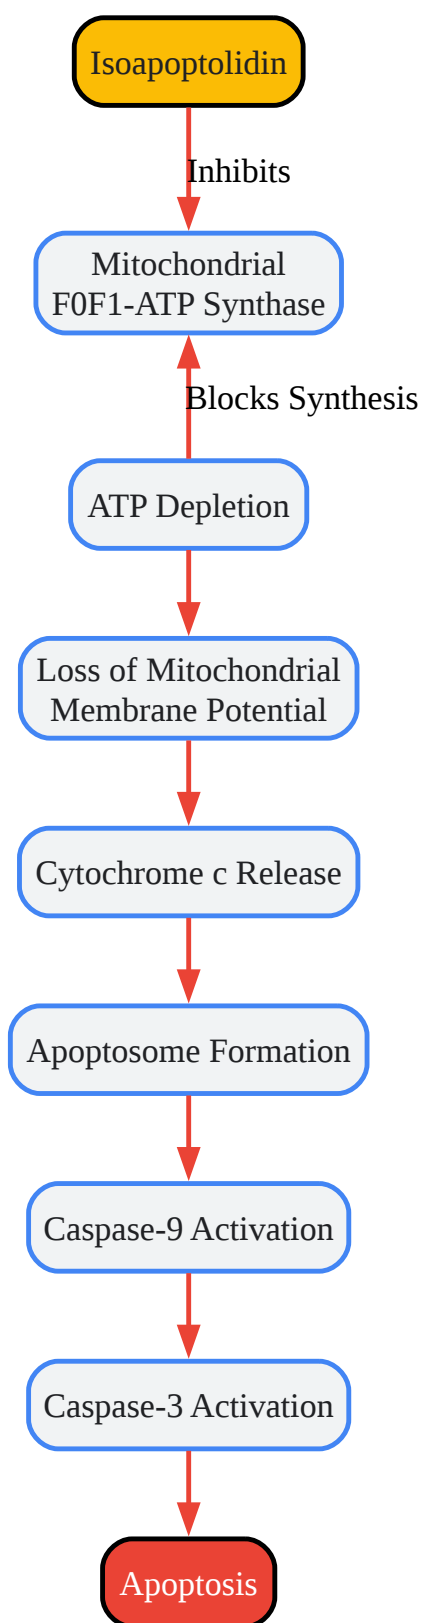 Isoapoptolidin
Inhibits
Mitochondrial
F0F1-ATP Synthase
Blocks Synthesis
ATP Depletion
Loss of Mitochondrial
Membrane Potential
Cytochrome c Release
Apoptosome Formation
Caspase-9 Activation
Caspase-3 Activation
Apoptosis